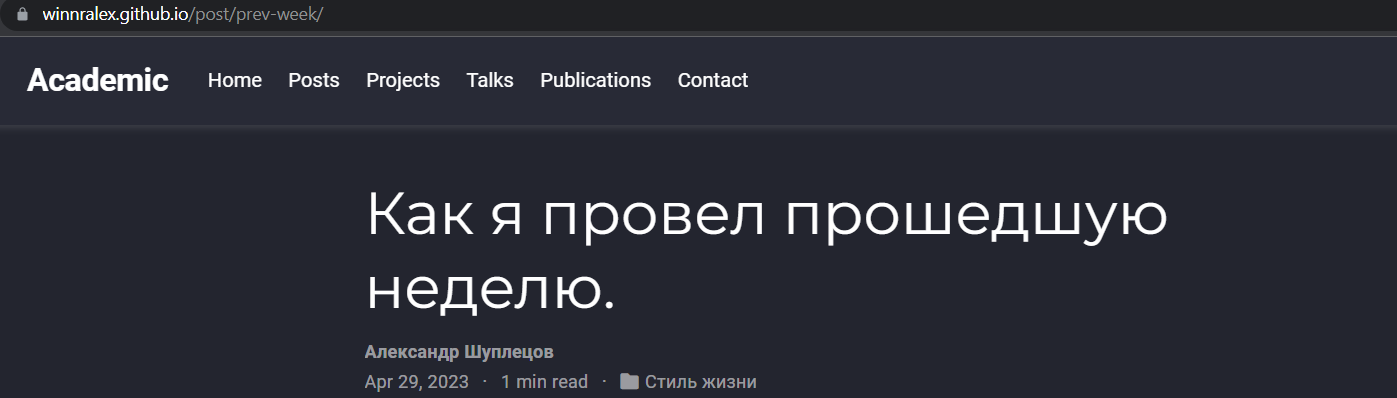 winnralex.github.io/post/prev-week/
Academic Home Posts Projects Talks Publications Contact
Как я провел прошедшую
неделю.
Александр Шуплецов
Apr 29, 2023 · 1 min read · Стиль жизни